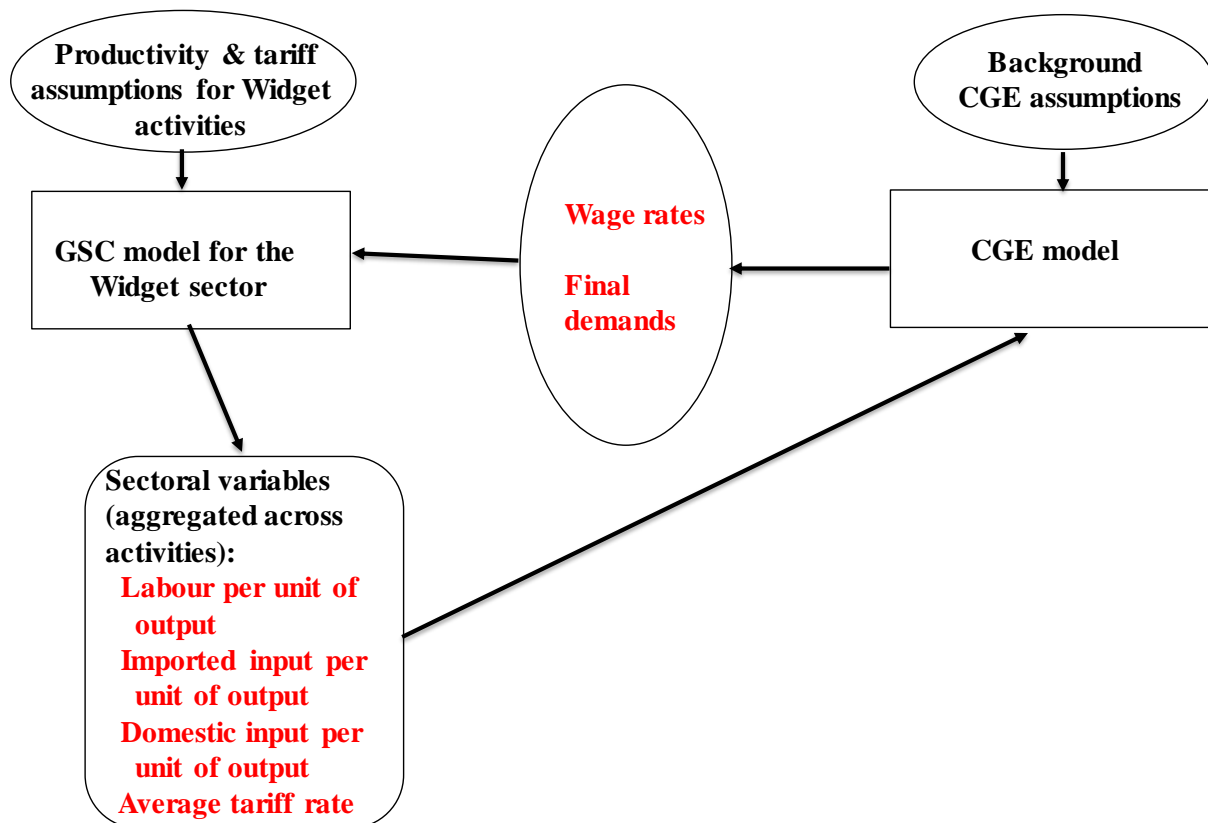 Productivity & tariff
assumptions for Widget
activities
Background
CGE assumptions
GSC model for the
Widget sector
Wage rates
Final
demands
CGE model
Sectoral variables
(aggregated across
activities):
Labour per unit of
output
Imported input per
unit of output
Domestic input per
unit of output
Average tariff rate